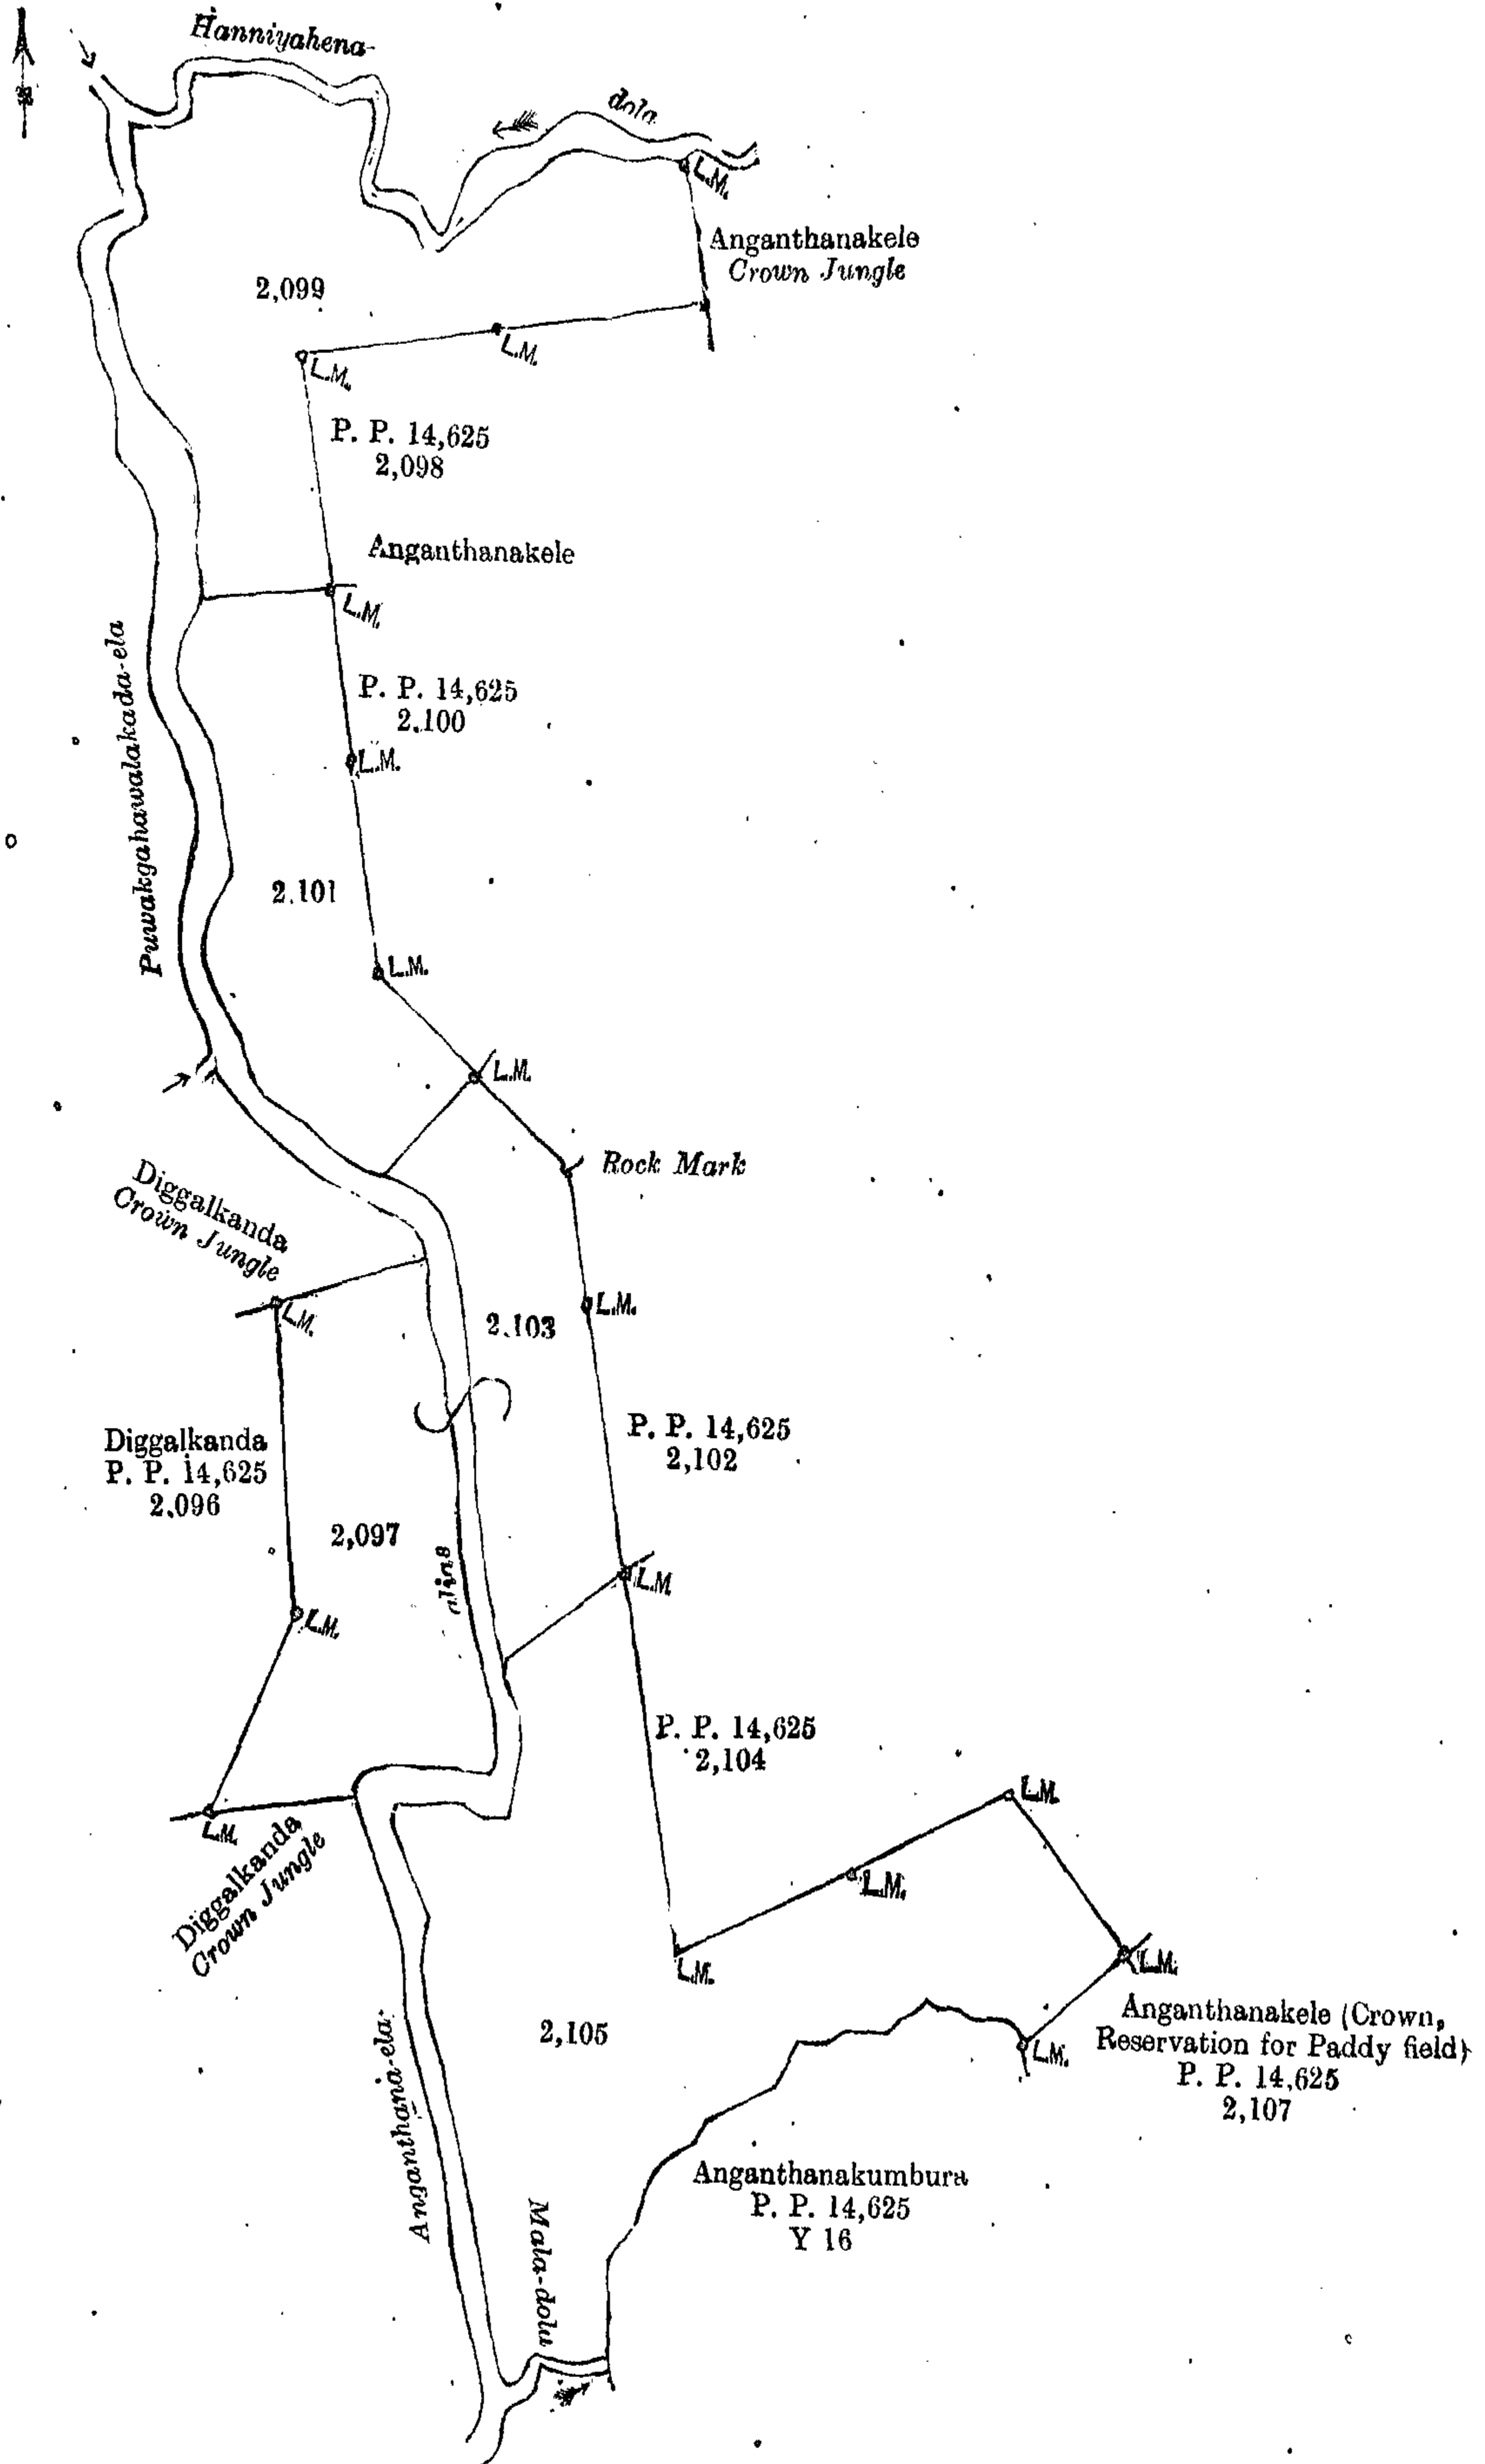 Hanniyahena-
dola
L.M.
Anganthanakele
Crown Jungle
2,099
L.M.
L.M.
P. P. 14,625
2,098
Anganthanakele
L.M.
Puwakgahawalakada-ela
P. P. 14,625
2.100
L.M.
2.101
L.M.
L.M.
Rock Mark
Diggalkanda
Crown Jungle
L.M.
L.M.
2.103
Diggalkanda
P. P. 14,625
2.096
P. P. 14,625
2,102
2,097
alias
L.M.
L.M.
P. P. 14,625
2,104
L.M.
L.M.
Diggalkanda
Crown Jungle
L.M.
L.M.
L.M.
Anganthana-ela
2,105
Anganthanakele (Crown,
Reservation for Paddy field)
P. P. 14,625
2,107
L.M.
Anganthanakumbura
P. P. 14,625
Y 16
Mala-dola